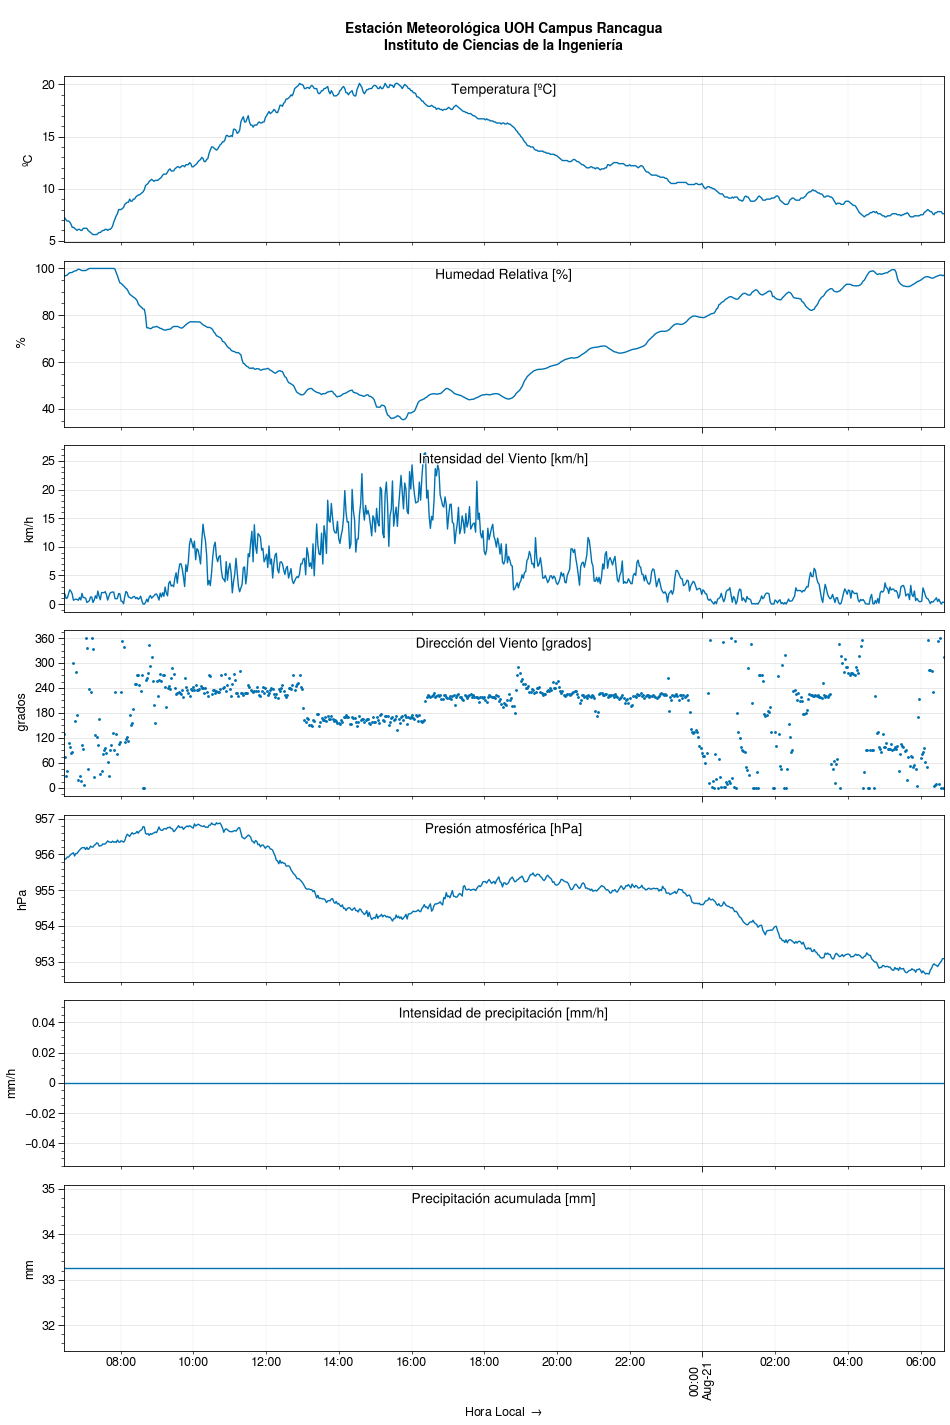 Estación Meteorológica UOH Campus Rancagua
Instituto de Ciencias de la Ingeniería
Temperatura [ºC]
20
15
10
5
ºC
Humedad Relativa [%]
100
80
60
40
%
Intensidad del Viento [km/h]
25
20
15
10
5
0
km/h
Dirección del Viento [grados]
360
300
240
180
120
60
0
grados
Presión atmosférica [hPa]
957
956
955
954
953
hPa
Intensidad de precipitación [mm/h]
0.04
0.02
0
−0.02
−0.04
mm/h
Precipitación acumulada [mm]
35
34
33
32
mm
08:00 10:00 12:00 14:00 16:00 18:00 20:00 22:00 00:00 02:00 04:00 06:00
Aug-21
Hora Local →